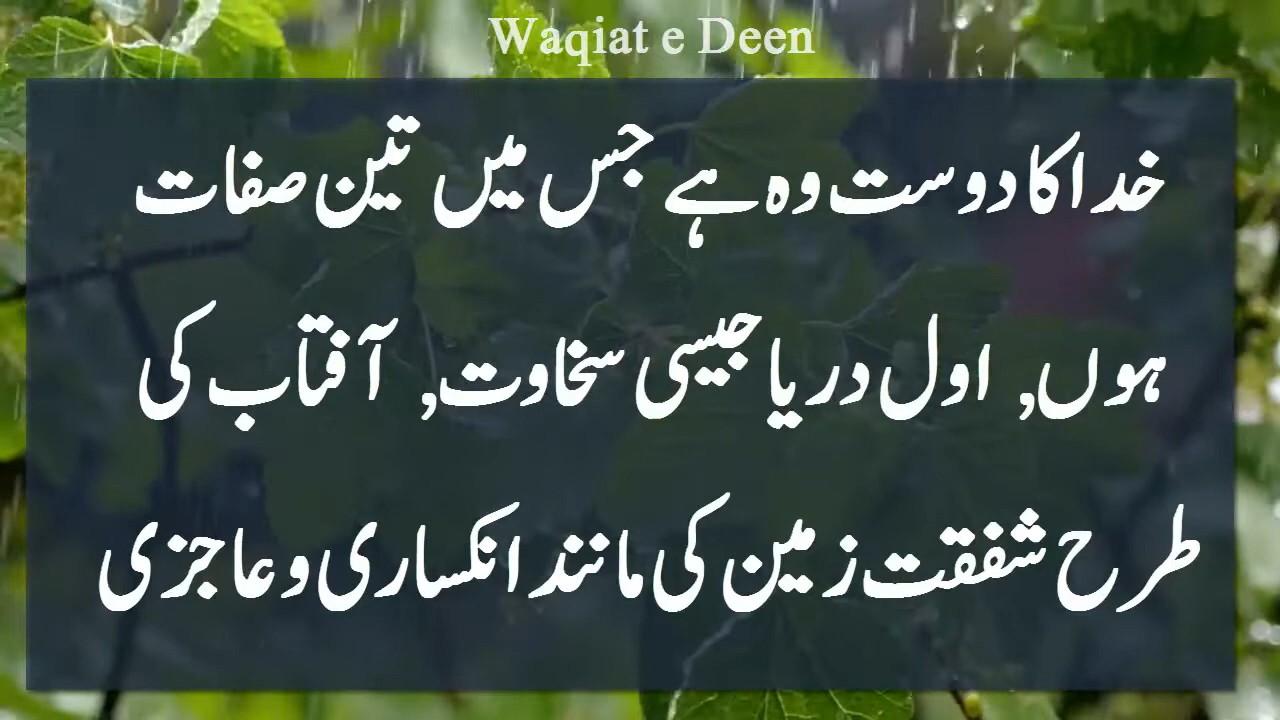 Waqiat e Deen
خدا کا دوست وہ ہے جس میں تین صفات
ہوں, اول دریا جیسی سخاوت, آفتاب کی
طرح شفقت زمین کی مانند انکساری و عاجزی